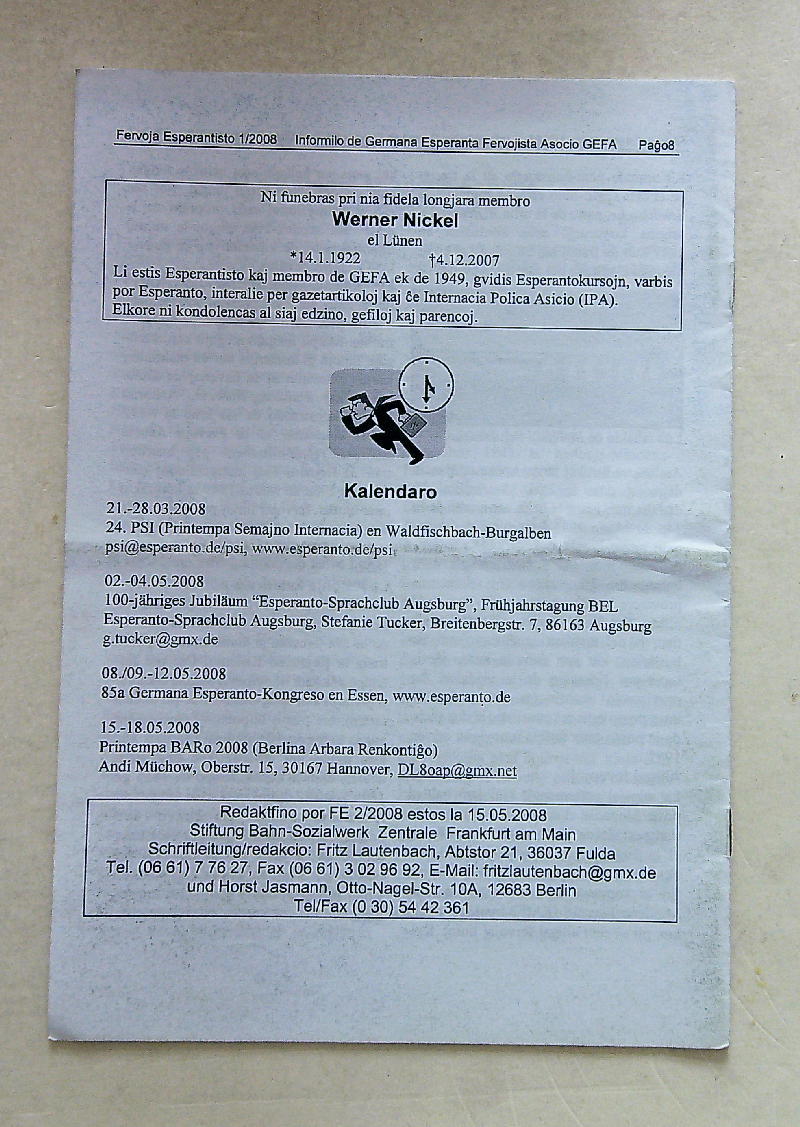 Fervoja Esperantisto 1/2008 Informilo de Germana Esperanta Fervojista Asocio GEFA Paĝo8
Ni funebras pri nia fidela longjara membro
Werner Nickel
el Lünen
*14.1.1922 †4.12.2007
Li estis Esperantisto kaj membro de GEFA ek de 1949, gvidis Esperantokursojn, varbis
por Esperanto, interalie per gazetartikoloj kaj ĉe Internacia Polica Asicio (IPA).
Elkore ni kondolencas al siaj edzino, gefiloj kaj parencoj.
Kalendaro
21.-28.03.2008
24. PSI (Printempa Semajno Internacia) en Waldfischbach-Burgalben
psi@esperanto.de/psi, www.esperanto.de/psi
02.-04.05.2008
100-jähriges Jubiläum “Esperanto-Sprachclub Augsburg”, Frühjahrstagung BEL
Esperanto-Sprachclub Augsburg, Stefanie Tucker, Breitenbergstr. 7, 86163 Augsburg
g.tucker@gmx.de
08./09.-12.05.2008
85a Germana Esperanto-Kongreso en Essen, www.esperanto.de
15.-18.05.2008
Printempa BARo 2008 (Berlina Arbara Renkontiĝo)
Andi Müchow, Oberstr. 15, 30167 Hannover, DL8oap@gmx.net
Redaktfino por FE 2/2008 estos la 15.05.2008
Stiftung Bahn-Sozialwerk Zentrale Frankfurt am Main
Schriftleitung/redakcio: Fritz Lautenbach, Abtstor 21, 36037 Fulda
Tel. (06 61) 7 76 27, Fax (06 61) 3 02 96 92, E-Mail: fritzlautenbach@gmx.de
und Horst Jasmann, Otto-Nagel-Str. 10A, 12683 Berlin
Tel/Fax (0 30) 54 42 361